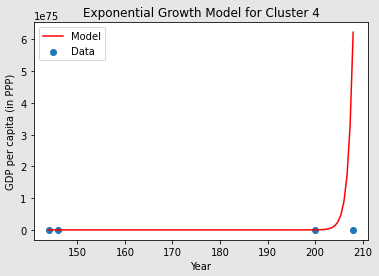 Exponential Growth Model for Cluster 4
1e75
Model
Data
GDP per capita (in PPP)
6
5
4
3
2
1
0
150 160 170 180 190 200 210
Year